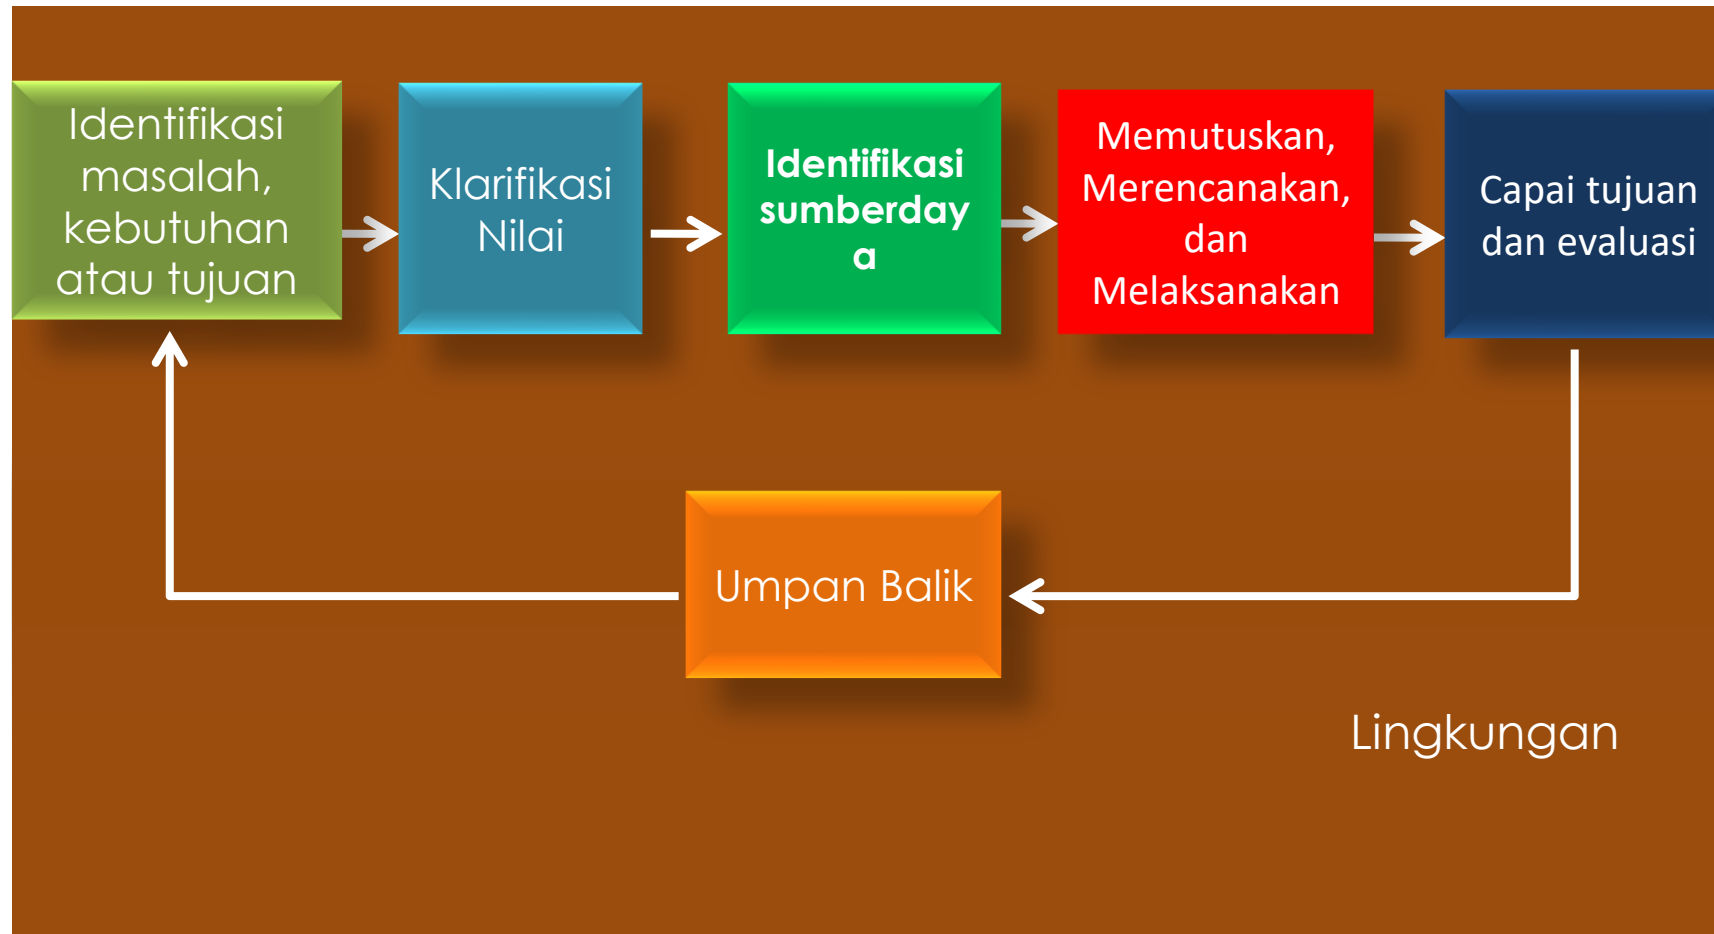 Identifikasi
masalah,
kebutuhan
atau tujuan
Klarifikasi
Nilai
Identifikasi
sumberday
a
Memutuskan,
Merencanakan,
dan
Melaksanakan
Capai tujuan
dan evaluasi
Umpan Balik
Lingkungan